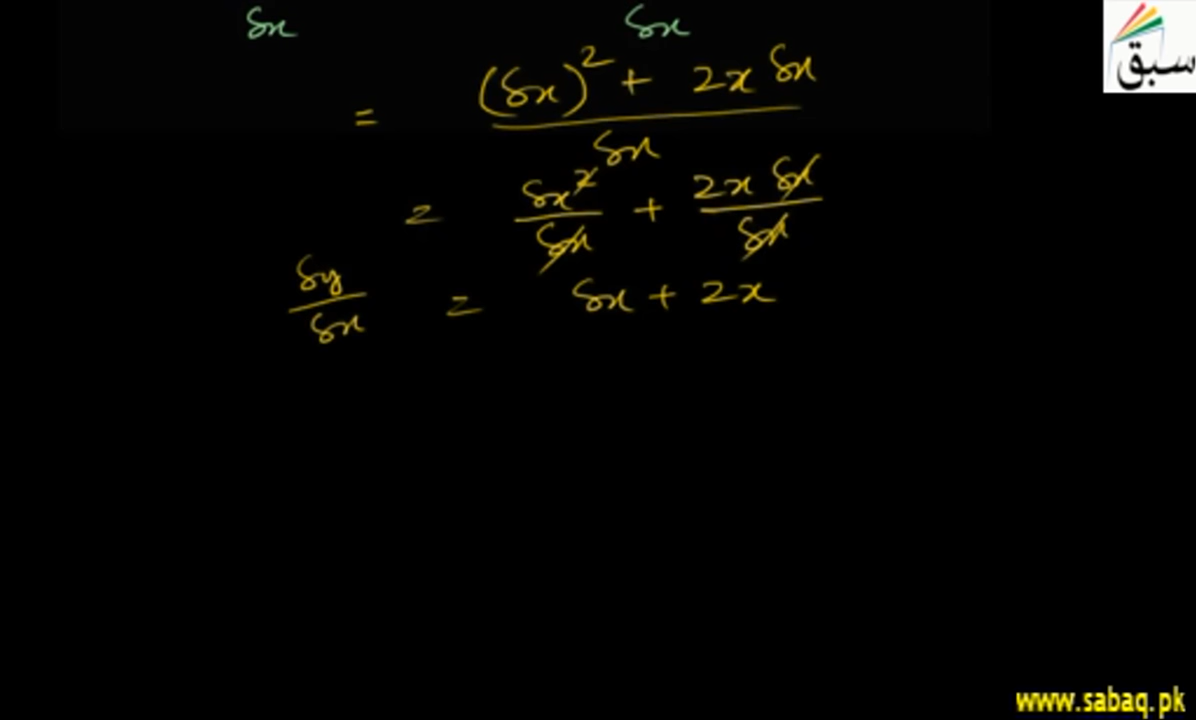 δx δx
سبق
= (δx)² + 2x δx
δx
= δx² + 2x δx
δx δx
δy
δx = δx + 2x
www.sabaq.pk